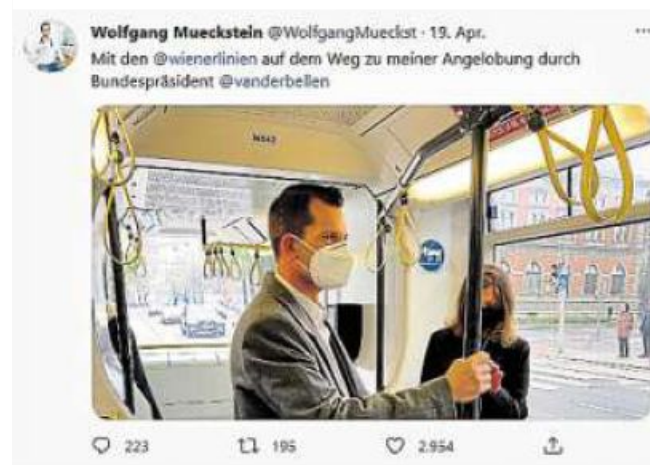 Wolfgang Mueckstein @WolfgangMueckst · 19. Apr.
Mit den @wienerlinien auf dem Weg zu meiner Angelobung durch
Bundespräsident @vanderbellen
223 195 2.954